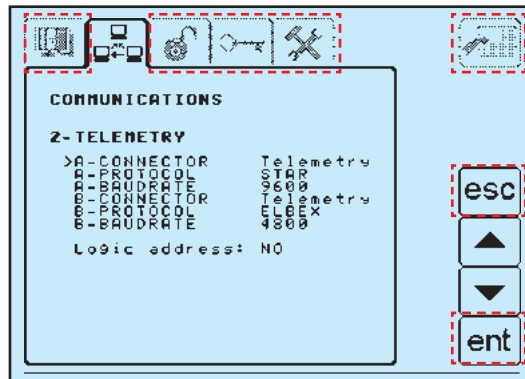 COMMUNICATIONS
2-TELEMETRY
>A-CONNECTOR Telemetry
A-PROTOCOL STAR
A-BAUDRATE 9600
B-CONNECTOR Telemetry
B-PROTOCOL ELBEX
B-BAUDRATE 4800
Logic address: NO
esc
ent